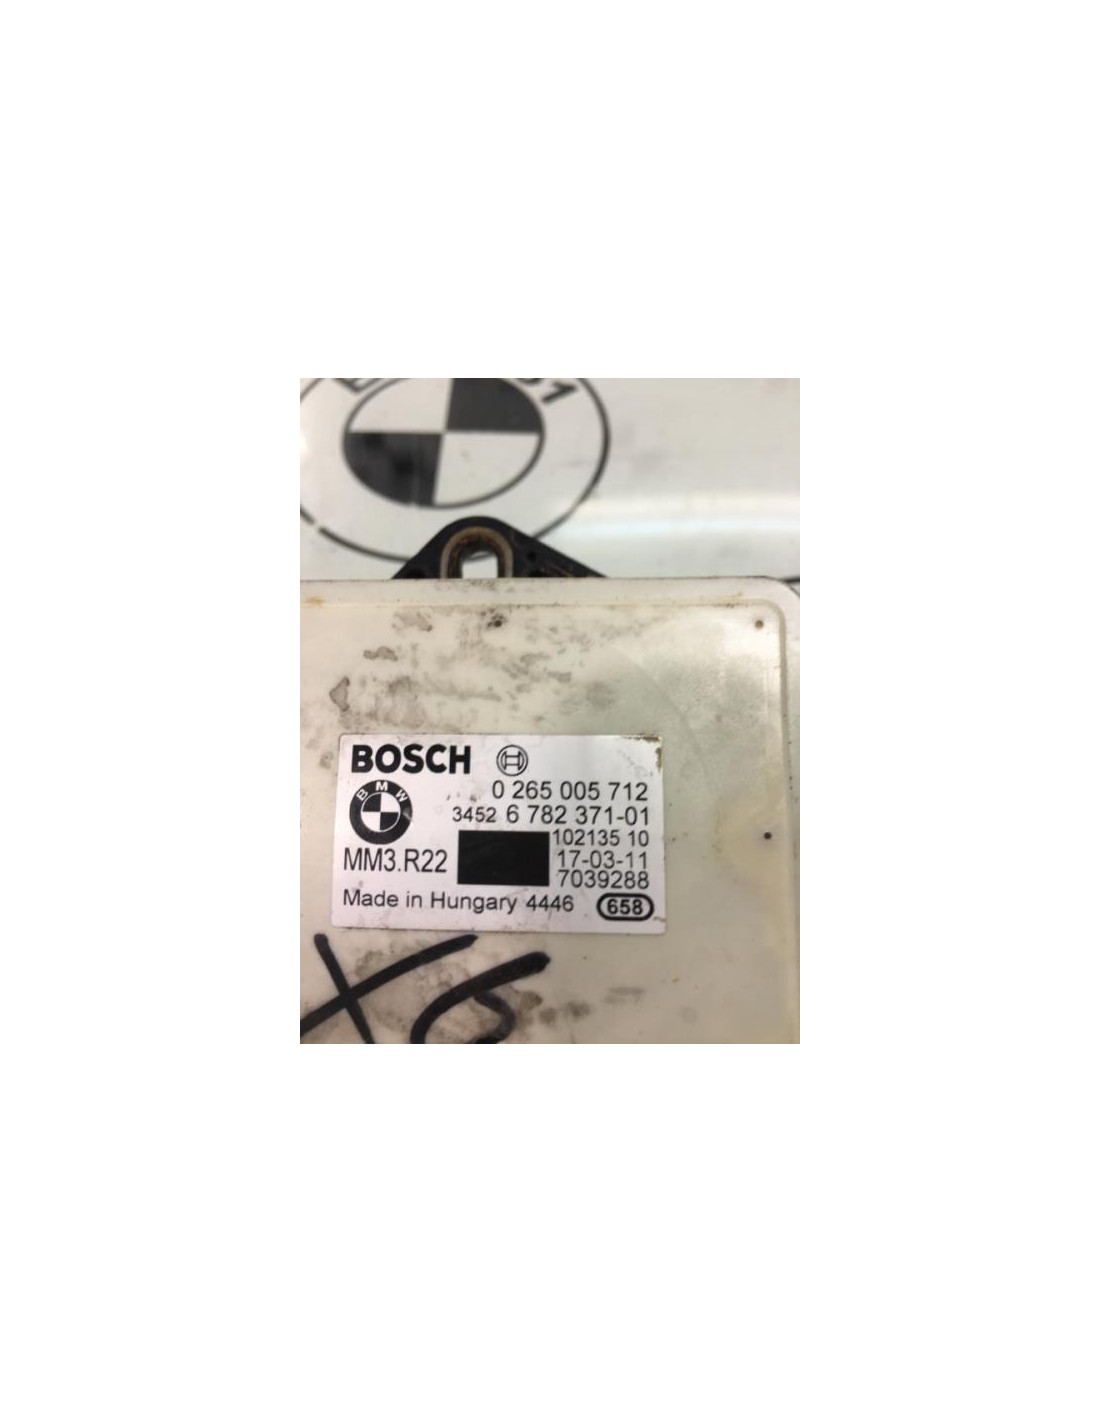 BOSCH
0 265 005 712
BMW
3452 6 782 371-01
102135 10
MM3.R22
17-03-11
7039288
Made in Hungary 4446
658
X6